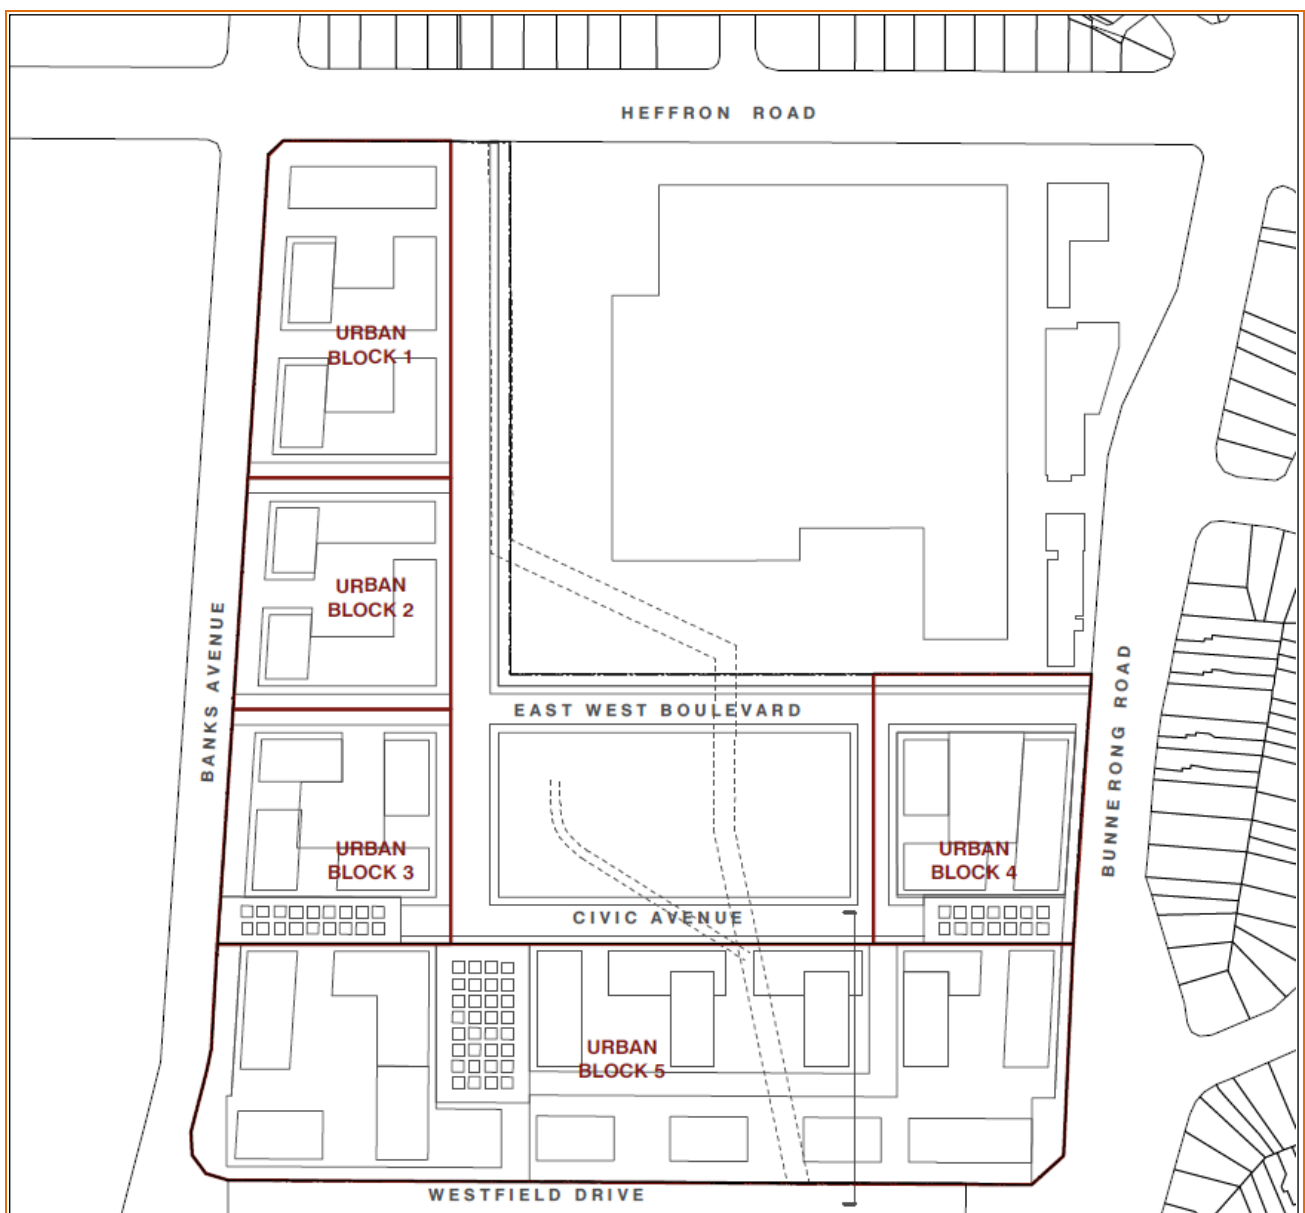 HEFFRON ROAD
URBAN
BLOCK 1
URBAN
BLOCK 2
BANKS AVENUE
EAST WEST BOULEVARD
BUNNERONG ROAD
URBAN
BLOCK 3
URBAN
BLOCK 4
CIVIC AVENUE
URBAN
BLOCK 5
WESTFIELD DRIVE